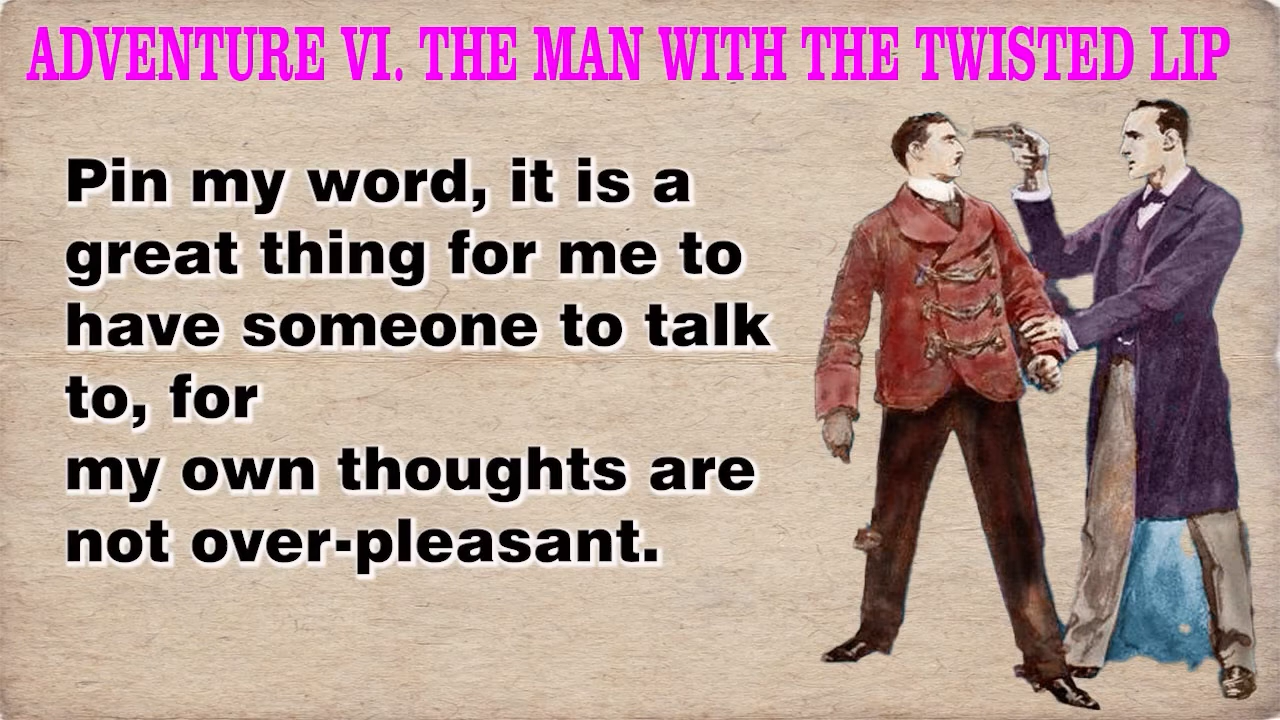 ADVENTURE VI. THE MAN WITH THE TWISTED LIP
Pin my word, it is a
great thing for me to
have someone to talk
to, for
my own thoughts are
not over-pleasant.